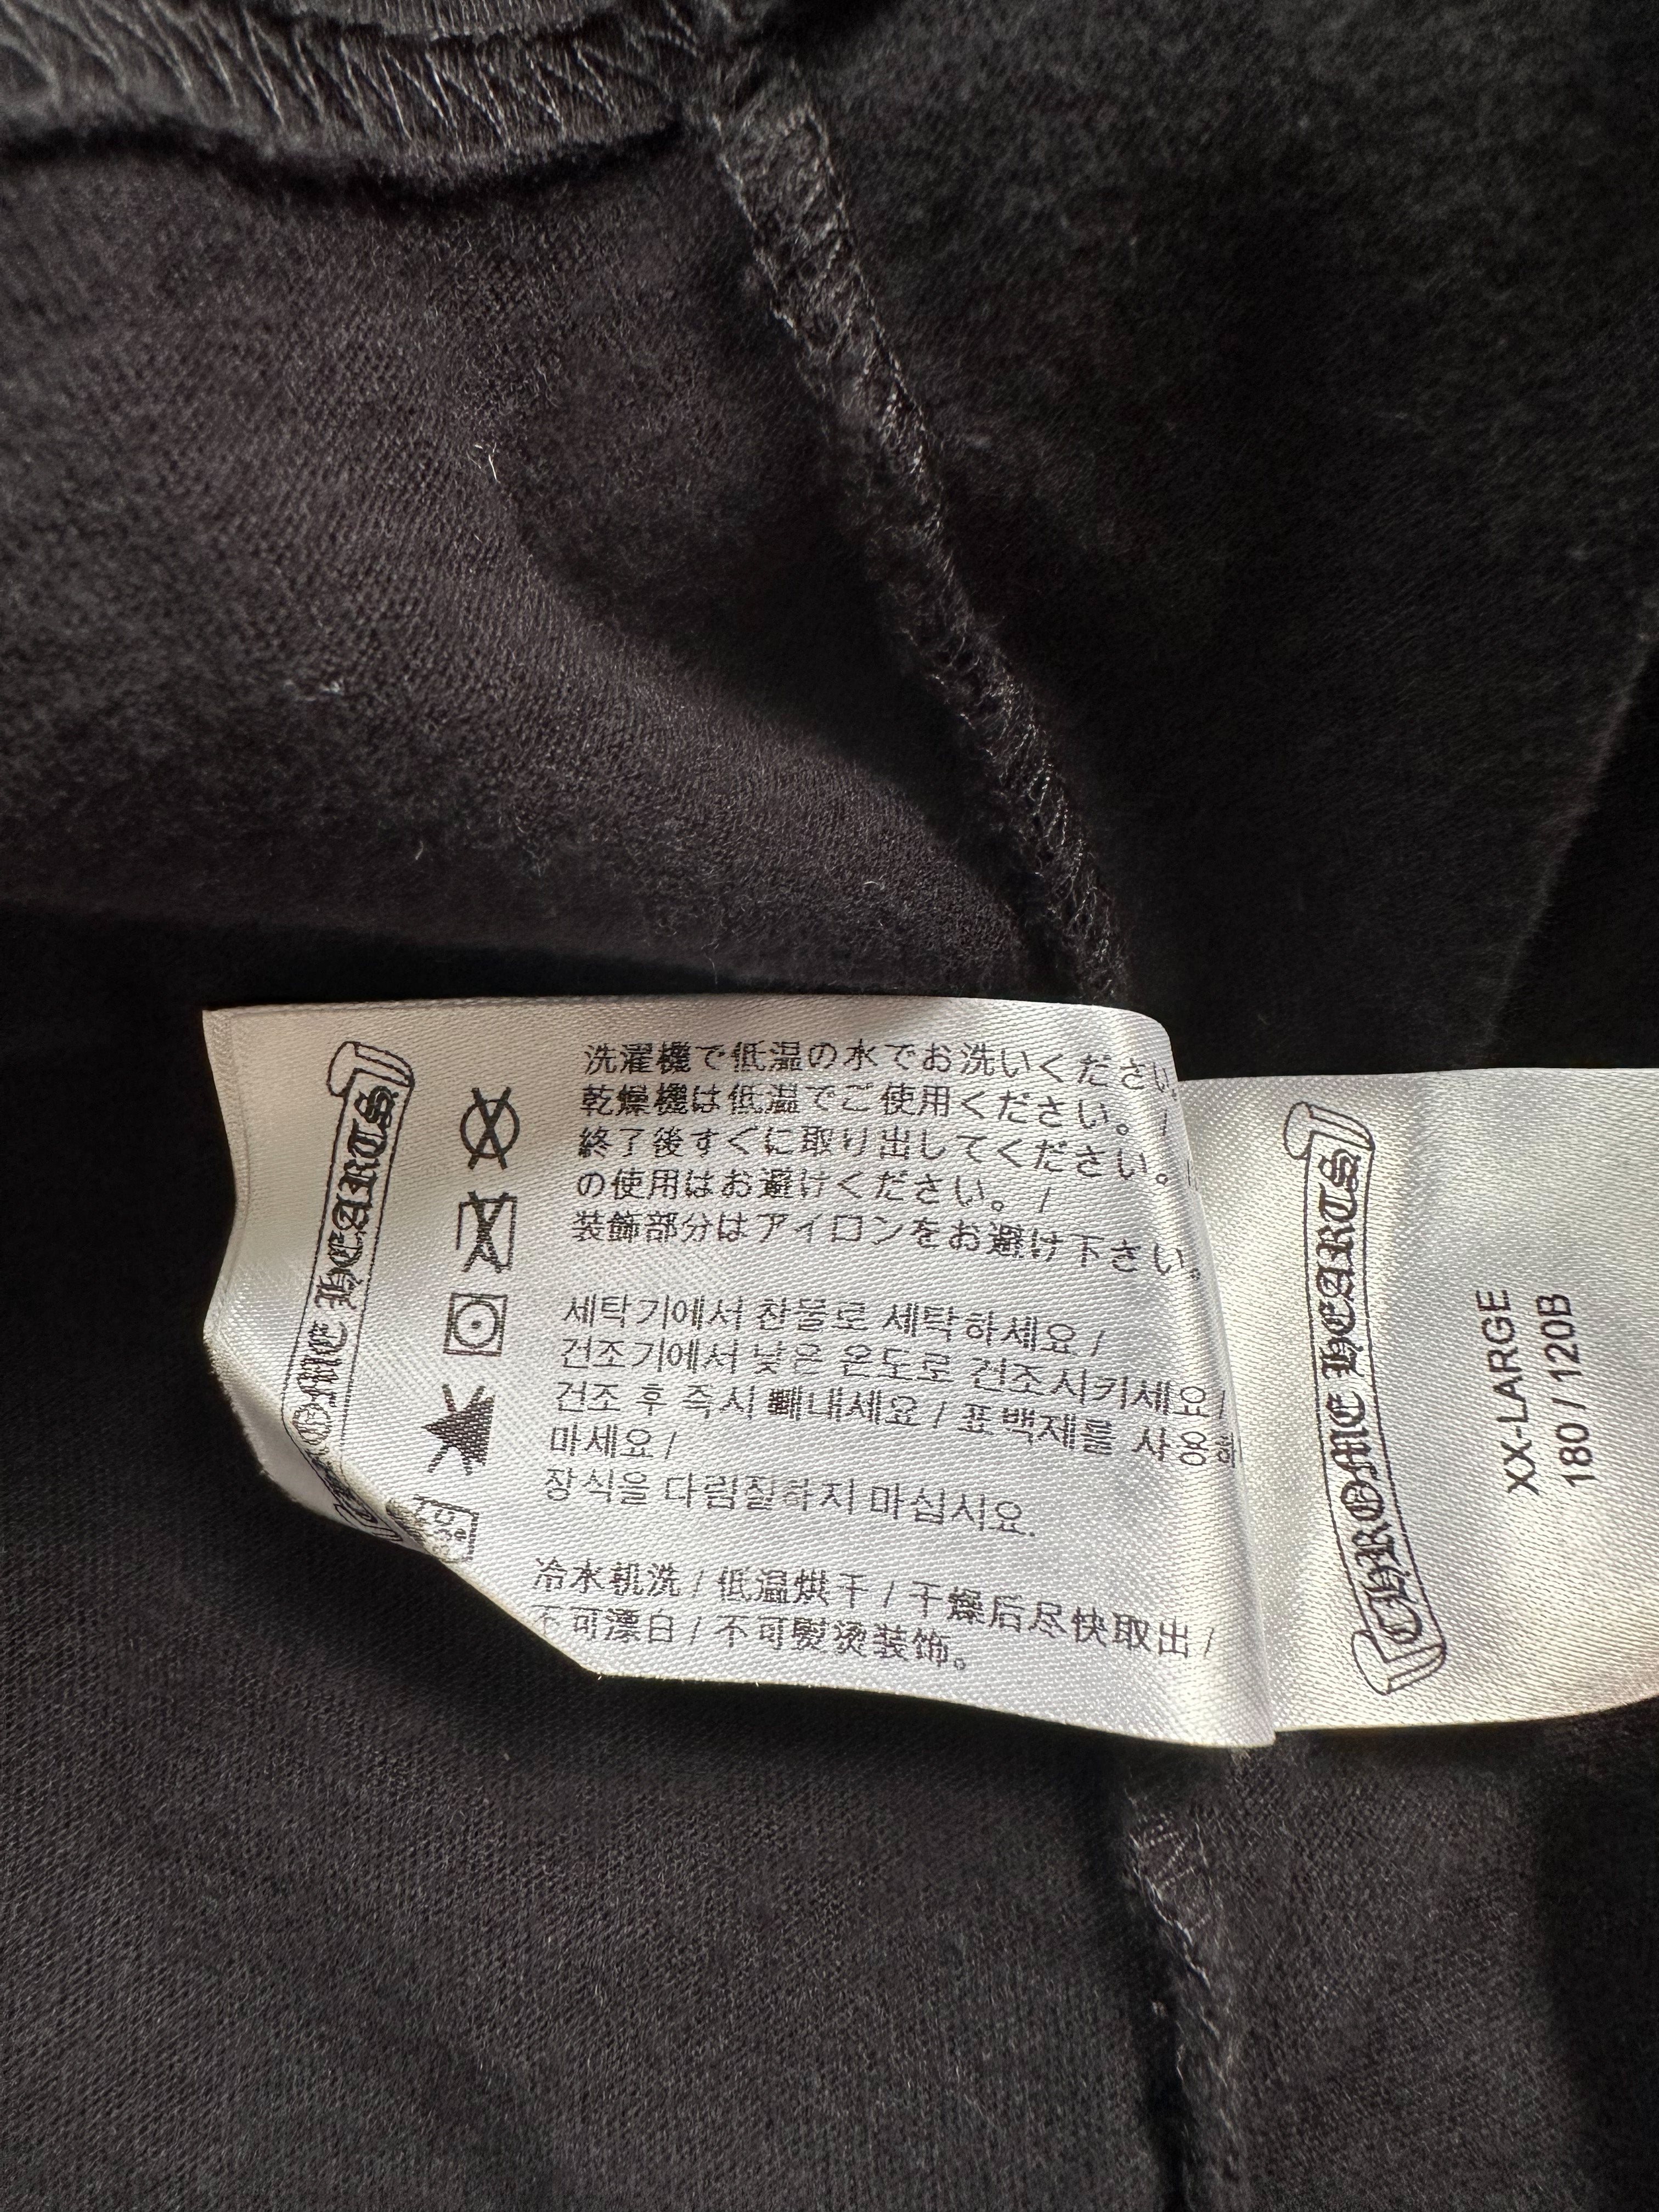 CHROME HEARTS
洗濯機で低温の水でお洗いください。
乾燥機は低温でご使用ください。 /
終了後すぐに取り出してください。
の使用はお避けください。 /
装飾部分はアイロンをお避け下さい。
세탁기에서 찬물로 세탁하세요 /
건조기에서 낮은 온도로 건조시키세요 /
건조 후 즉시 빼내세요 / 표백제를 사용하
마세요 /
장식을 다림질하지 마십시오.
冷水机洗 / 低温烘干 / 干燥后尽快取出 /
不可漂白 / 不可熨烫装饰。
CHROME HEARTS
XX-LARGE
180 / 120B